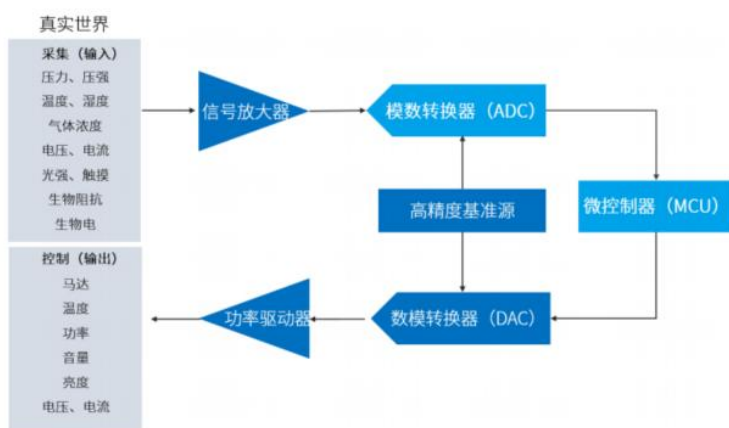 真实世界
采集（输入）
压力、压强
温度、湿度
气体浓度
电压、电流
光强、触摸
生物阻抗
生物电
信号放大器
模数转换器（ADC）
高精度基准源
微控制器（MCU）
控制（输出）
马达
温度
功率
音量
亮度
电压、电流
功率驱动器
数模转换器（DAC）